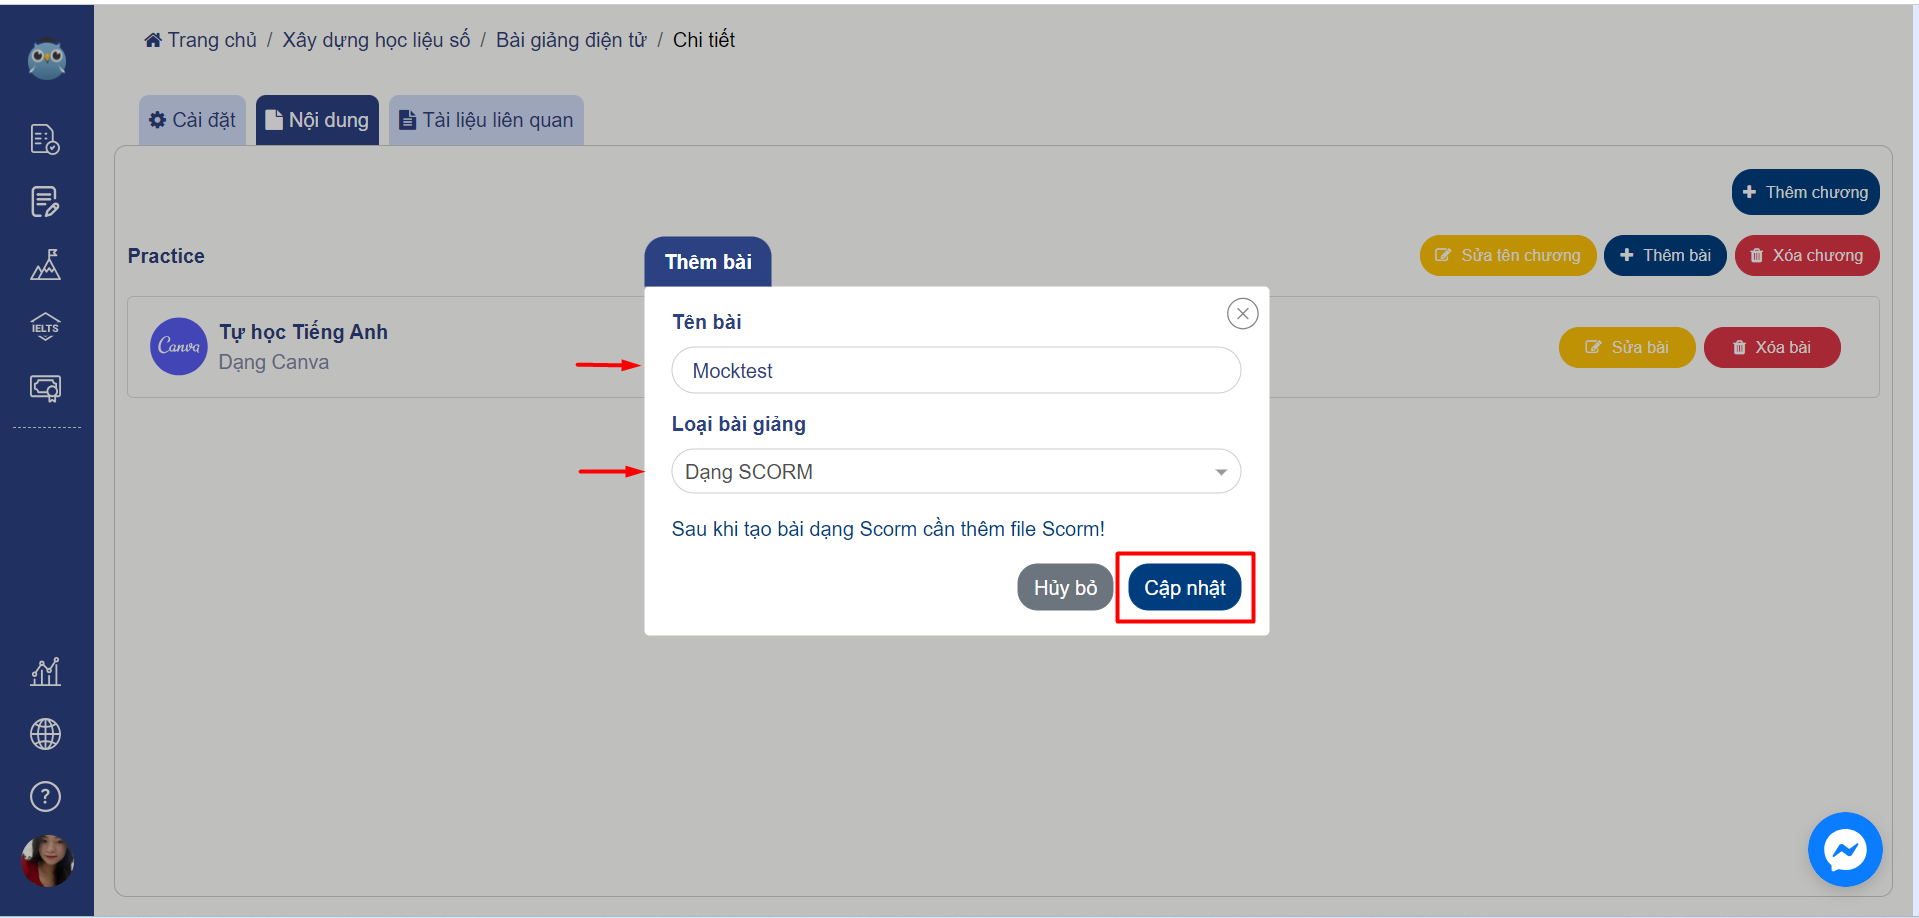 Trang chủ / Xây dựng học liệu số / Bài giảng điện tử / Chi tiết
Cài đặt
Nội dung
Tài liệu liên quan
Thêm chương
Practice
Sửa tên chương
Thêm bài
Xóa chương
Canva
Tự học Tiếng Anh
Dạng Canva
Sửa bài
Xóa bài
Thêm bài
Tên bài
Mocktest
Loại bài giảng
Dạng SCORM
Sau khi tạo bài dạng Scorm cần thêm file Scorm!
Hủy bỏ
Cập nhật
IELTS